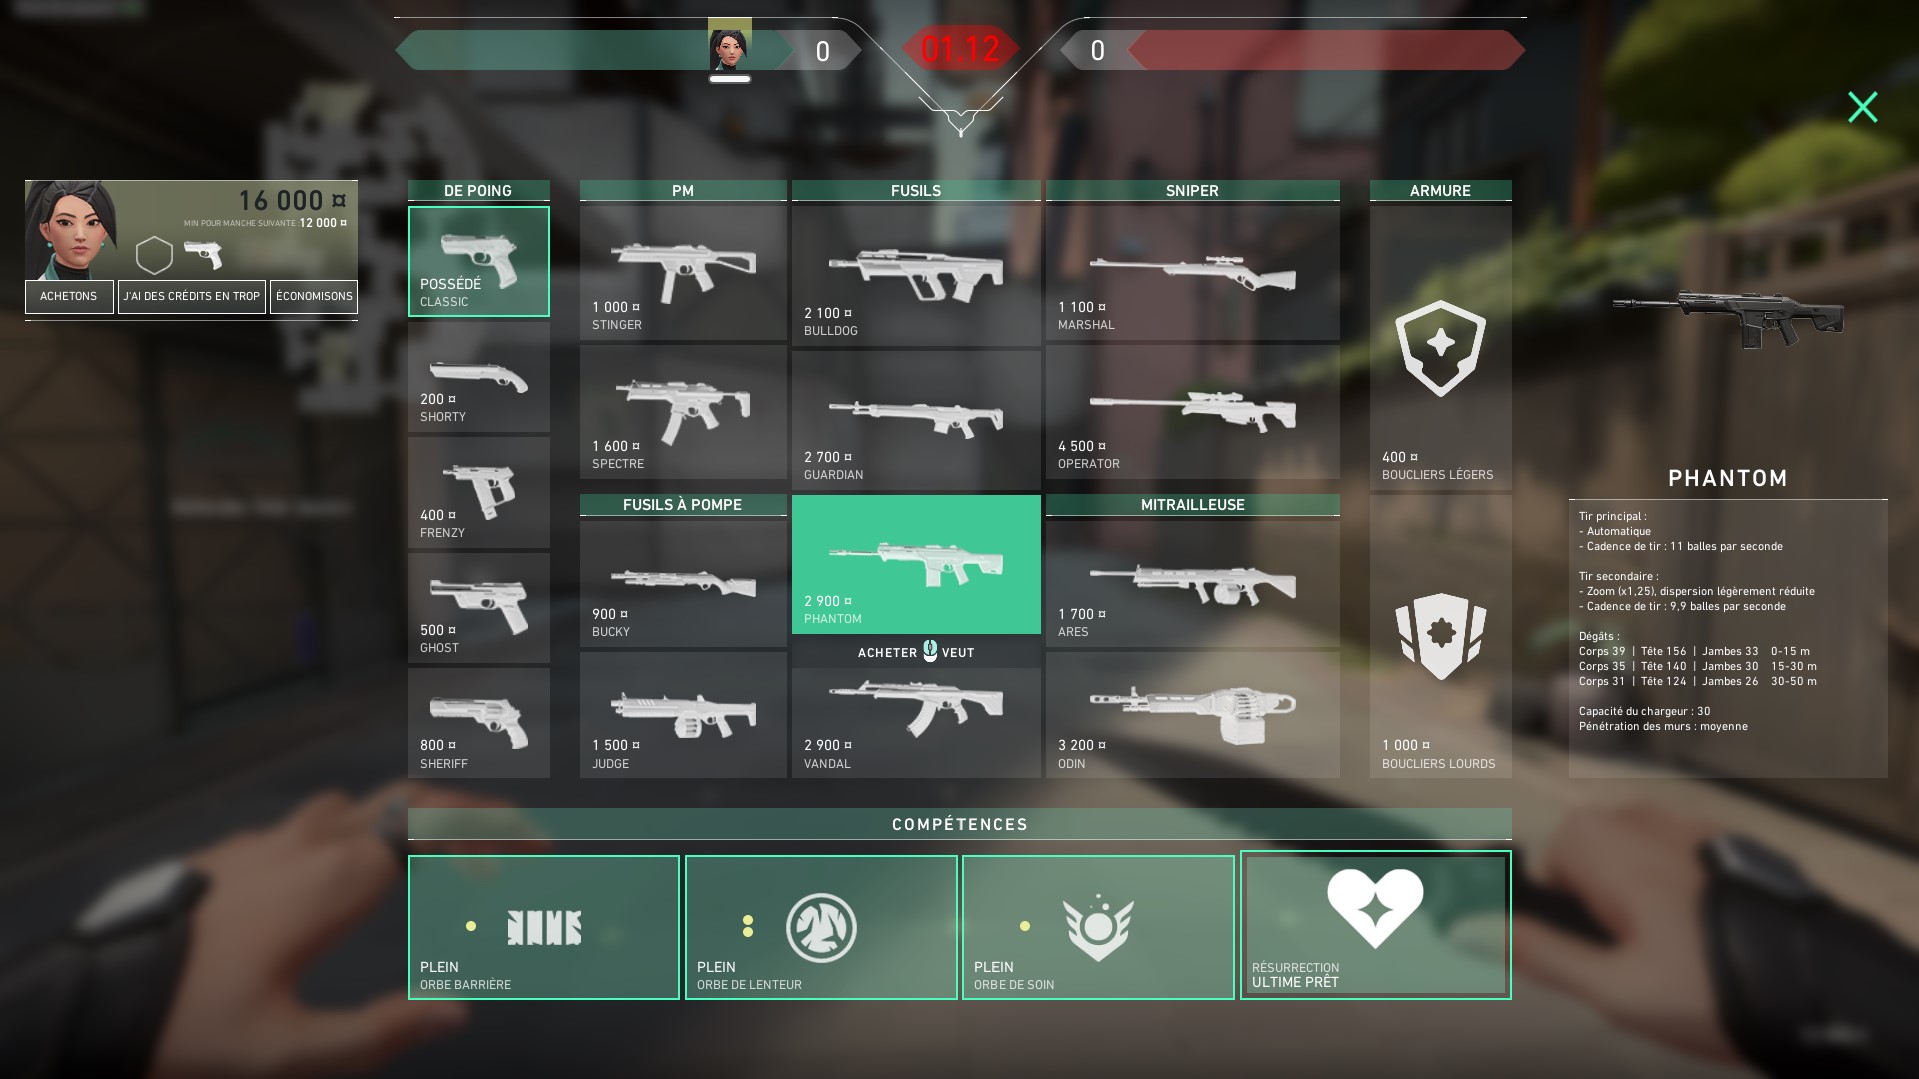 0
01.12
0
16 000 ¤
MIN POUR MANCHE SUIVANTE : 12 000 ¤
ACHETONS
J'AI DES CRÉDITS EN TROP
ÉCONOMISONS
DE POING
POSSÉDÉ
CLASSIC
200 ¤
SHORTY
400 ¤
FRENZY
500 ¤
GHOST
800 ¤
SHERIFF
PM
1 000 ¤
STINGER
1 600 ¤
SPECTRE
FUSILS À POMPE
900 ¤
BUCKY
1 500 ¤
JUDGE
FUSILS
2 100 ¤
BULLDOG
2 700 ¤
GUARDIAN
2 900 ¤
PHANTOM
ACHETER VEUT
2 900 ¤
VANDAL
SNIPER
1 100 ¤
MARSHAL
4 500 ¤
OPERATOR
MITRAILLEUSE
1 700 ¤
ARES
3 200 ¤
ODIN
ARMURE
400 ¤
BOUCLIERS LÉGERS
1 000 ¤
BOUCLIERS LOURDS
PHANTOM
Tir principal :
- Automatique
- Cadence de tir : 11 balles par seconde
Tir secondaire :
- Zoom (x1,25), dispersion légèrement réduite
- Cadence de tir : 9,9 balles par seconde
Dégâts :
Corps 39 | Tête 156 | Jambes 33 0-15 m
Corps 35 | Tête 140 | Jambes 30 15-30 m
Corps 31 | Tête 124 | Jambes 26 30-50 m
Capacité du chargeur : 30
Pénétration des murs : moyenne
COMPÉTENCES
PLEIN
ORBE BARRIÈRE
PLEIN
ORBE DE LENTEUR
PLEIN
ORBE DE SOIN
RÉSURRECTION
ULTIME PRÊT